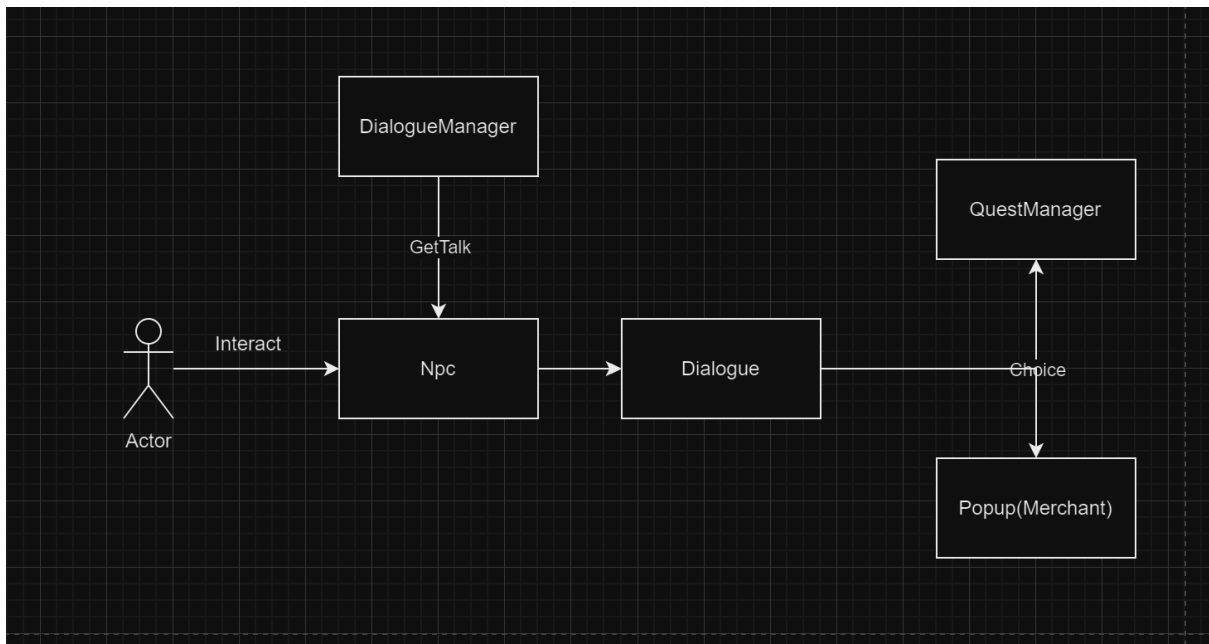 DialogueManager
QuestManager
GetTalk
Interact
Npc
Dialogue
Choice
Actor
Popup(Merchant)